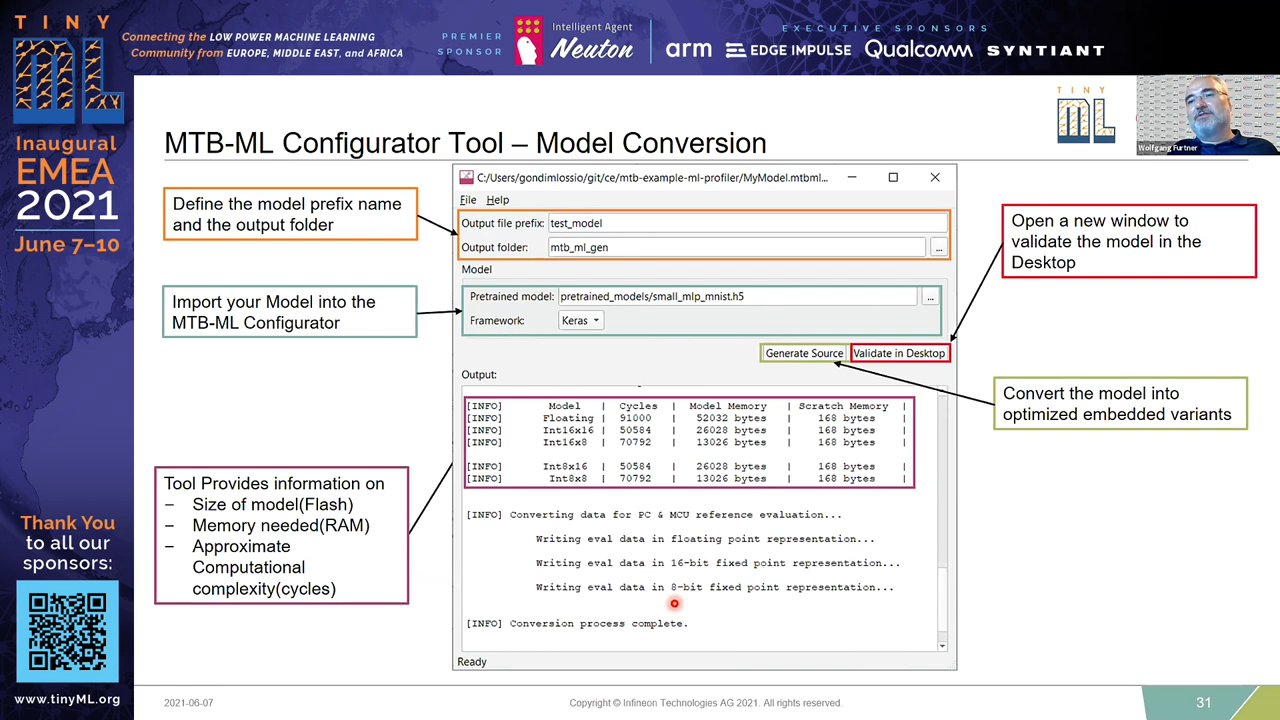 TINY
ML
Inaugural
EMEA
2021
June 7–10
Thank You
to all our
sponsors:
www.tinyML.org
Connecting the LOW POWER MACHINE LEARNING
Community from EUROPE, MIDDLE EAST, and AFRICA
PREMIER
SPONSOR
Intelligent Agent
Neuton
EXECUTIVE SPONSORS
arm
EDGE IMPULSE
Qualcomm
SYNTIANT
TINY
ML
Wolfgang Furtner
MTB-ML Configurator Tool – Model Conversion
Define the model prefix name
and the output folder
Import your Model into the
MTB-ML Configurator
Tool Provides information on
– Size of model(Flash)
– Memory needed(RAM)
– Approximate
Computational
complexity(cycles)
C:/Users/gondimlossio/git/ce/mtb-example-ml-profiler/MyModel.mtbml...
File Help
Output file prefix: test_model
Output folder: mtb_ml_gen ...
Model
Pretrained model: pretrained_models/small_mlp_mnist.h5 ...
Framework: Keras
Generate Source Validate in Desktop
Output:
[INFO] Model | Cycles | Model Memory | Scratch Memory |
[INFO] Floating | 91000 | 52032 bytes | 168 bytes |
[INFO] Int16x16 | 50584 | 26028 bytes | 168 bytes |
[INFO] Int16x8 | 70792 | 13026 bytes | 168 bytes |
[INFO] Int8x16 | 50584 | 26028 bytes | 168 bytes |
[INFO] Int8x8 | 70792 | 13026 bytes | 168 bytes |
[INFO] Converting data for PC & MCU reference evaluation...
Writing eval data in floating point representation...
Writing eval data in 16-bit fixed point representation...
Writing eval data in 8-bit fixed point representation...
[INFO] Conversion process complete.
Ready
Open a new window to
validate the model in the
Desktop
Convert the model into
optimized embedded variants
2021-06-07
Copyright © Infineon Technologies AG 2021. All rights reserved.
31